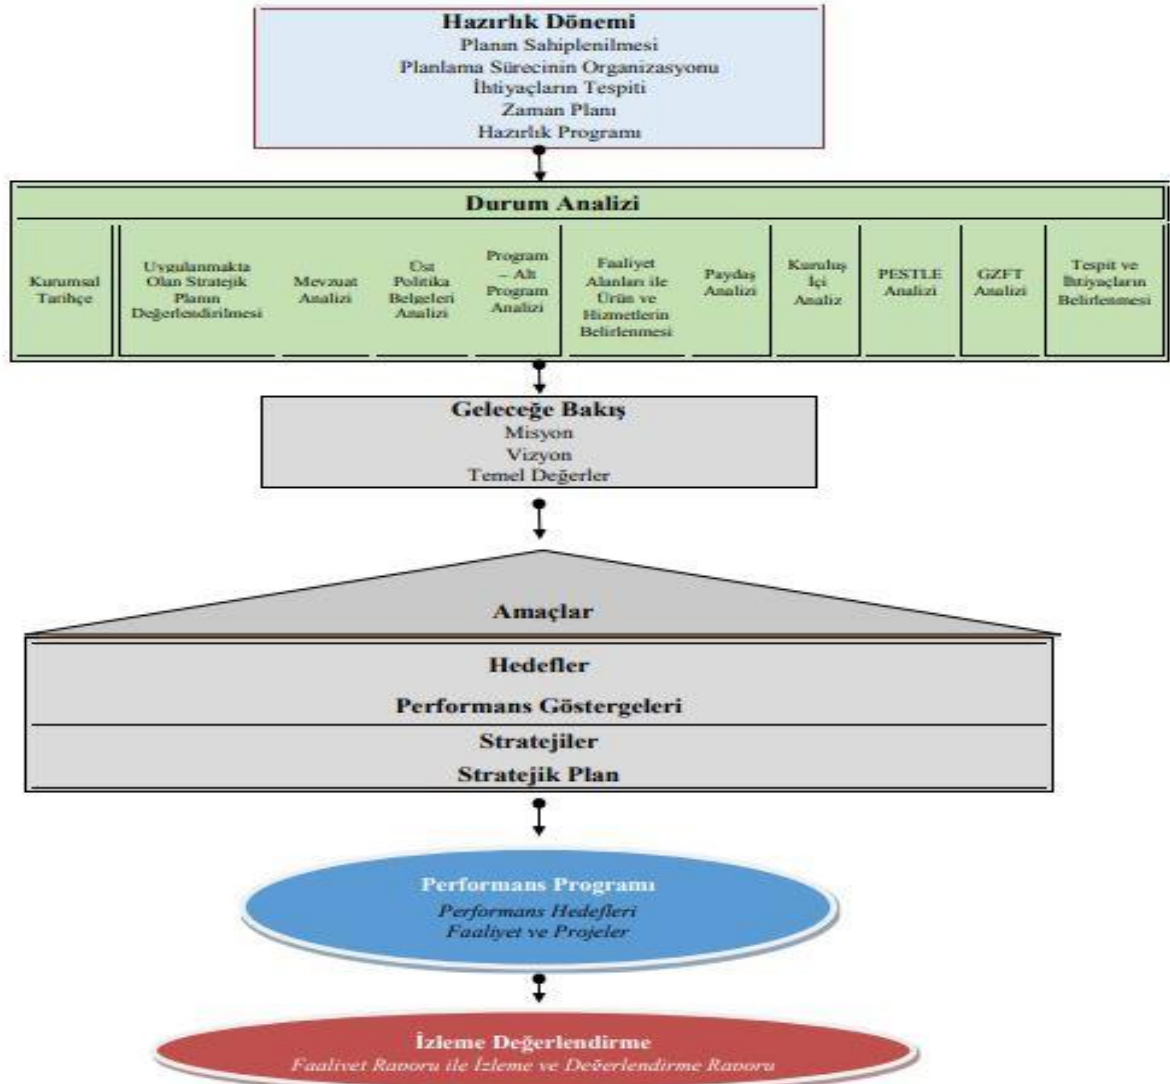 Hazırlık Dönemi
Planın Sahiplenilmesi
Planlama Sürecinin Organizasyonu
İhtiyaçların Tespiti
Zaman Planı
Hazırlık Programı
Durum Analizi
Kurumsal
Tarihçe
Uygulanmakta
Olan Stratejik
Planın
Değerlendirilmesi
Mevzuat
Analizi
Üst
Politika
Belgeleri
Analizi
Program
– Alt
Program
Analizi
Faaliyet
Alanları ile
Ürün ve
Hizmetlerin
Belirlenmesi
Paydaş
Analizi
Kuruluş
İçi
Analiz
PESTLE
Analizi
GZFT
Analizi
Tespit ve
İhtiyaçların
Belirlenmesi
Geleceğe Bakış
Misyon
Vizyon
Temel Değerler
Amaçlar
Hedefler
Performans Göstergeleri
Stratejiler
Stratejik Plan
Performans Programı
Performans Hedefleri
Faaliyet ve Projeler
İzleme Değerlendirme
Faaliyet Raporu ile İzleme ve Değerlendirme Raporu